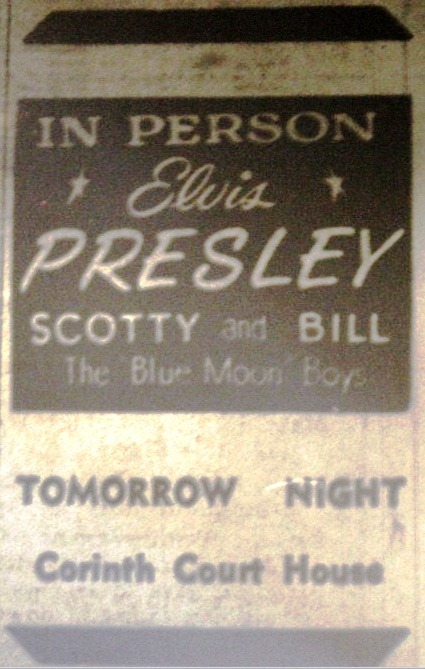 IN PERSON
Elvis
PRESLEY
SCOTTY and BILL
The "Blue Moon" Boys
TOMORROW NIGHT
Corinth Court House